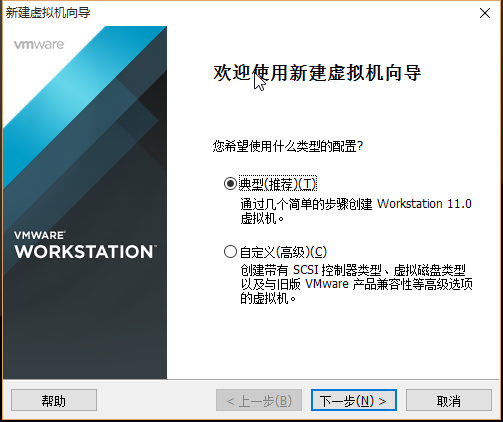 新建虚拟机向导
vmware
欢迎使用新建虚拟机向导
您希望使用什么类型的配置?
典型(推荐)(T)
通过几个简单的步骤创建 Workstation 11.0
虚拟机。
VMWARE
WORKSTATION™
自定义(高级)(C)
创建带有 SCSI 控制器类型、虚拟磁盘类型
以及与旧版 VMware 产品兼容性等高级选项
的虚拟机。
帮助
< 上一步(B)
下一步(N) >
取消